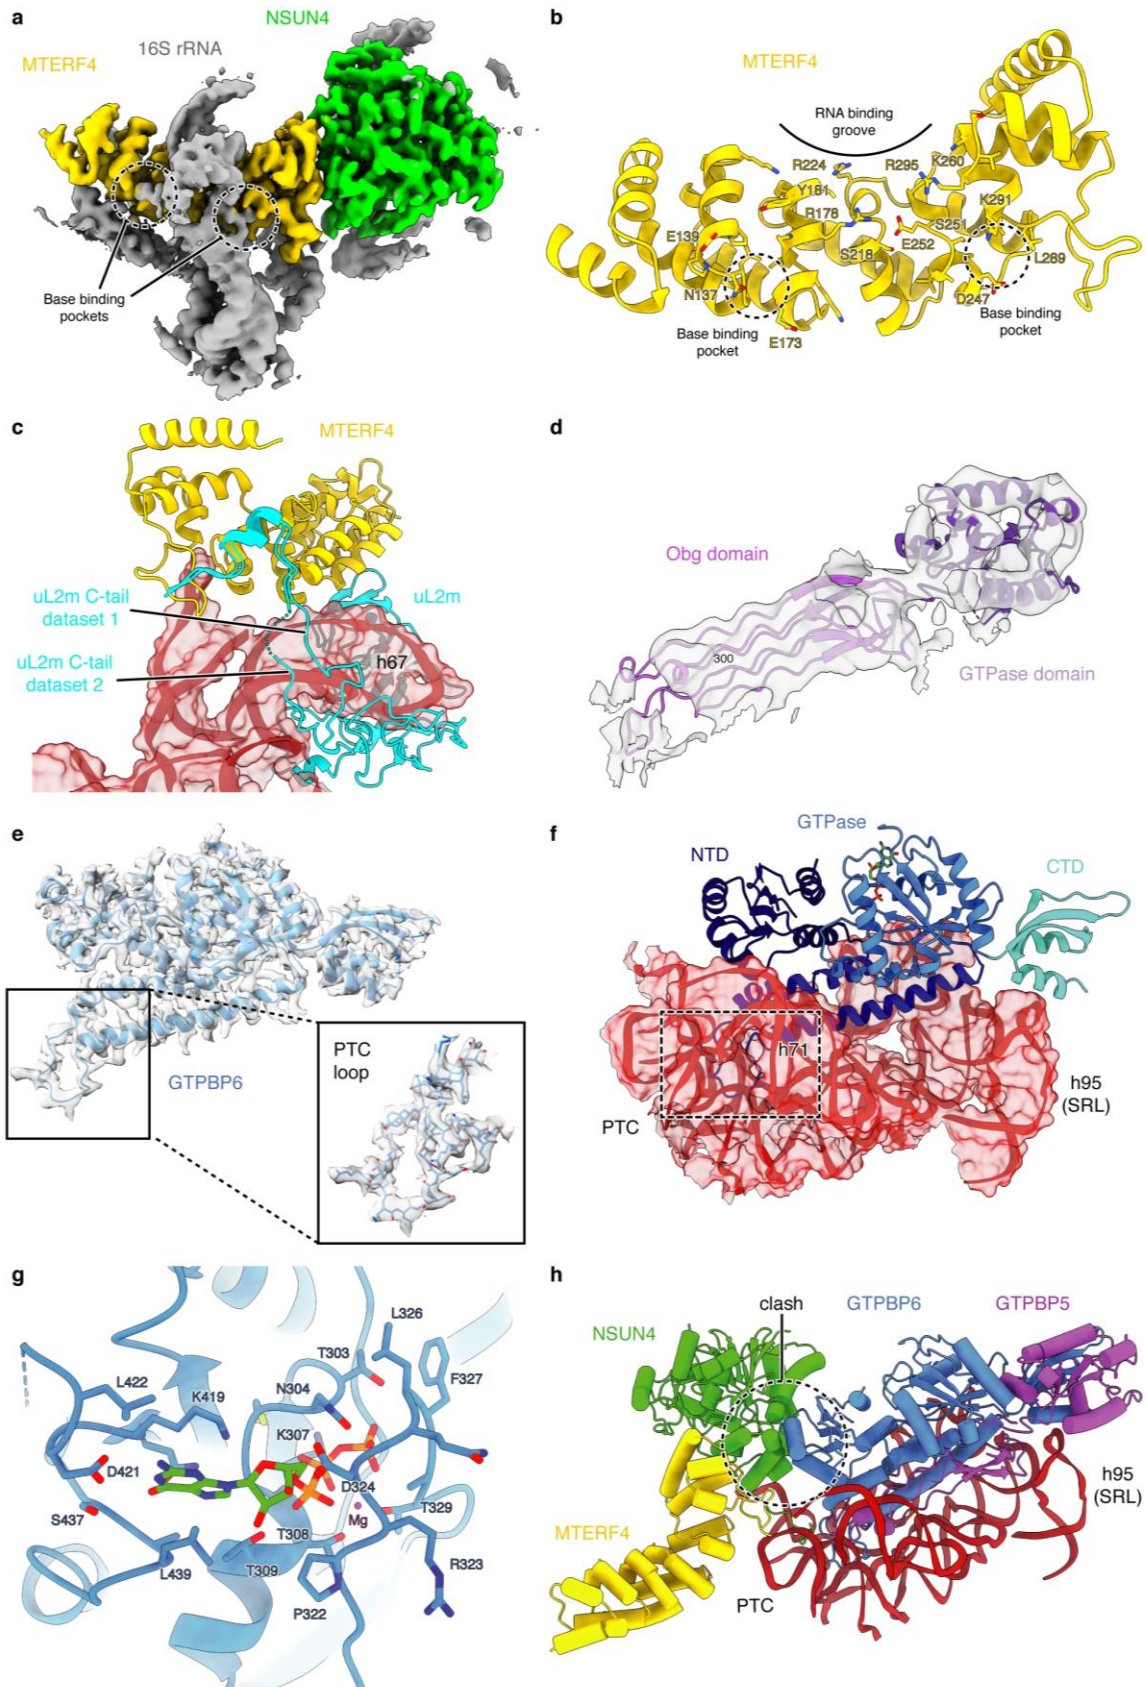 a
NSUN4
16S rRNA
MTERF4
Base binding
pockets
b
MTERF4
RNA binding
groove
R224
R295
K260
Y181
K291
R178
S251
E139
E252
S218
L289
N137
D247
Base binding
pocket
Base binding
pocket
E173
c
MTERF4
uL2m C-tail
dataset 1
uL2m
uL2m C-tail
dataset 2
h67
d
Obg domain
300
GTPase domain
e
GTPBP6
PTC
loop
f
GTPase
NTD
CTD
h71
PTC
h95
(SRL)
g
L326
T303
F327
L422
K419
N304
K307
D421
D324
T329
S437
Mg
T308
L439
T309
R323
P322
h
clash
GTPBP6
GTPBP5
NSUN4
h95
(SRL)
MTERF4
PTC